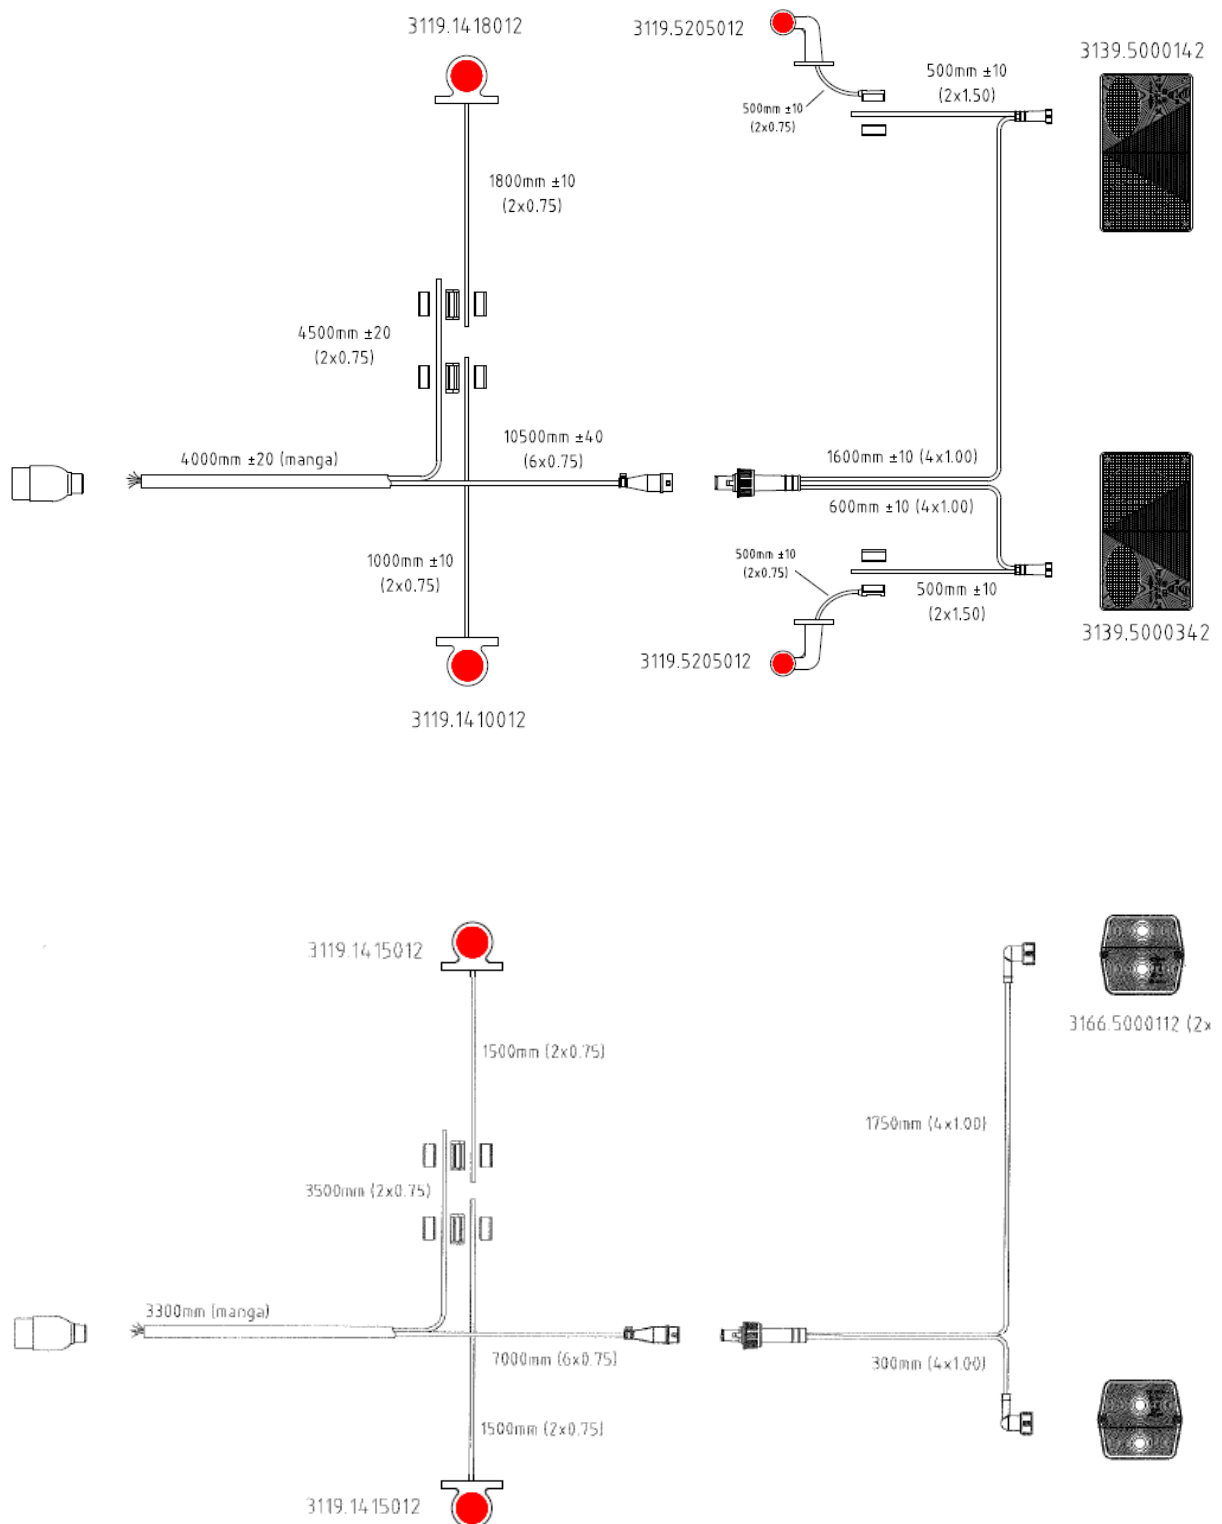 3119.1418012
3119.5205012
3139.5000142
500mm ±10
(2x1.50)
500mm ±10
(2x0.75)
1800mm ±10
(2x0.75)
4500mm ±20
(2x0.75)
4000mm ±20 (manga)
10500mm ±40
(6x0.75)
1600mm ±10 (4x1.00)
600mm ±10 (4x1.00)
1000mm ±10
(2x0.75)
500mm ±10
(2x0.75)
500mm ±10
(2x1.50)
3139.5000342
3119.5205012
3119.1410012
3119.1415012
3166.5000112 (2x
1500mm (2x0.75)
1750mm (4x1.00)
3500mm (2x0.75)
3300mm (manga)
7000mm (6x0.75)
300mm (4x1.00)
1500mm (2x0.75)
3119.1415012